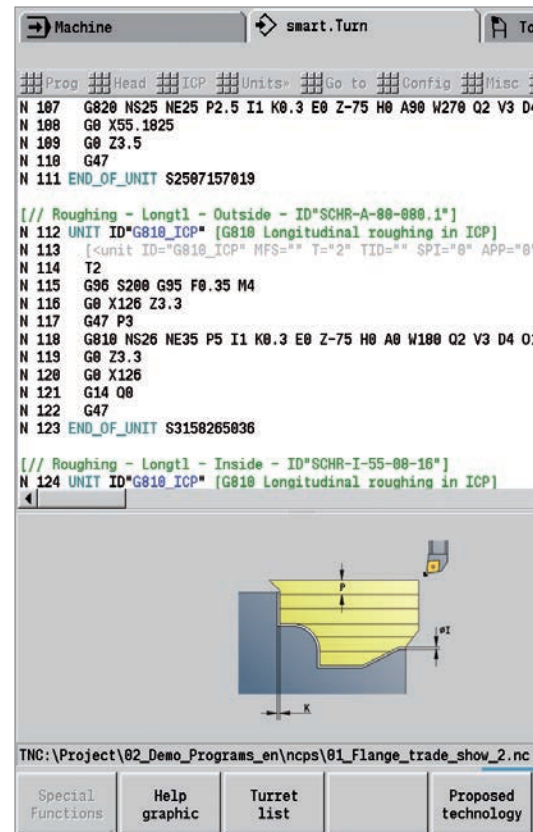 Machine
smart.Turn
To
Prog Head ICP Units» Go to Config Misc
N 107 G820 NS25 NE25 P2.5 I1 K0.3 E0 Z-75 H0 A90 W270 Q2 V3 D4
N 108 G0 X55.1825
N 109 G0 Z3.5
N 110 G47
N 111 END_OF_UNIT S2507157019
[// Roughing - Longtl - Outside - ID"SCHR-A-80-080.1"]
N 112 UNIT ID"G810_ICP" [G810 Longitudinal roughing in ICP]
N 113 [<unit ID="G810_ICP" MFS="" T="2" TID="" SPI="0" APP="0"
N 114 T2
N 115 G96 S200 G95 F0.35 M4
N 116 G0 X126 Z3.3
N 117 G47 P3
N 118 G810 NS26 NE35 P5 I1 K0.3 E0 Z-75 H0 A0 W180 Q2 V3 D4 O1
N 119 G0 Z3.3
N 120 G0 X126
N 121 G14 Q0
N 122 G47
N 123 END_OF_UNIT S3158265036
[// Roughing - Longtl - Inside - ID"SCHR-I-55-08-16"]
N 124 UNIT ID"G810_ICP" [G810 Longitudinal roughing in ICP]
P
øI
K
TNC:\Project\02_Demo_Programs_en\ncps\01_Flange_trade_show_2.nc
Special Functions
Help graphic
Turret list
Proposed technology